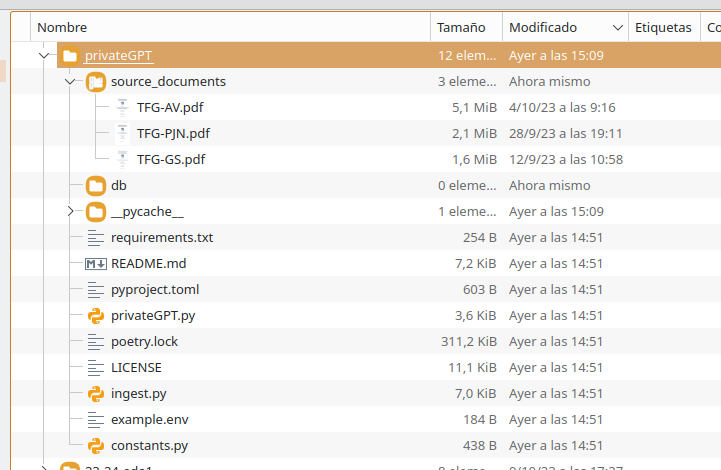 Nombre Tamaño Modificado Etiquetas Co
privateGPT 12 elem... Ayer a las 15:09
source_documents 3 eleme... Ahora mismo
TFG-AV.pdf 5,1 MiB 4/10/23 a las 9:16
TFG-PJN.pdf 2,1 MiB 28/9/23 a las 19:11
TFG-GS.pdf 1,6 MiB 12/9/23 a las 10:58
db 0 eleme... Ahora mismo
__pycache__ 1 eleme... Ayer a las 15:09
requirements.txt 254 B Ayer a las 14:51
README.md 7,2 KiB Ayer a las 14:51
pyproject.toml 603 B Ayer a las 14:51
privateGPT.py 3,6 KiB Ayer a las 14:51
poetry.lock 311,2 KiB Ayer a las 14:51
LICENSE 11,1 KiB Ayer a las 14:51
ingest.py 7,0 KiB Ayer a las 14:51
example.env 184 B Ayer a las 14:51
constants.py 438 B Ayer a las 14:51